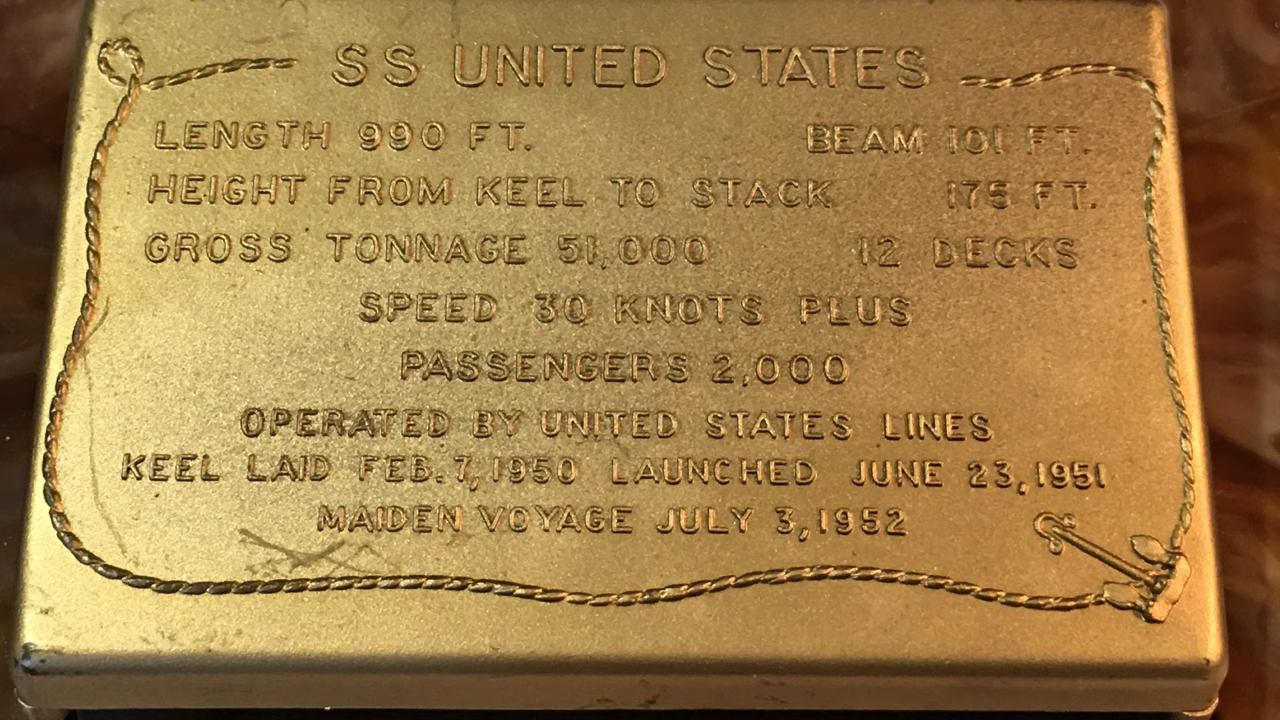 SS UNITED STATES
LENGTH 990 FT. BEAM 101 FT.
HEIGHT FROM KEEL TO STACK 175 FT.
GROSS TONNAGE 51,000 12 DECKS
SPEED 30 KNOTS PLUS
PASSENGERS 2,000
OPERATED BY UNITED STATES LINES
KEEL LAID FEB. 7, 1950 LAUNCHED JUNE 23, 1951
MAIDEN VOYAGE JULY 3, 1952